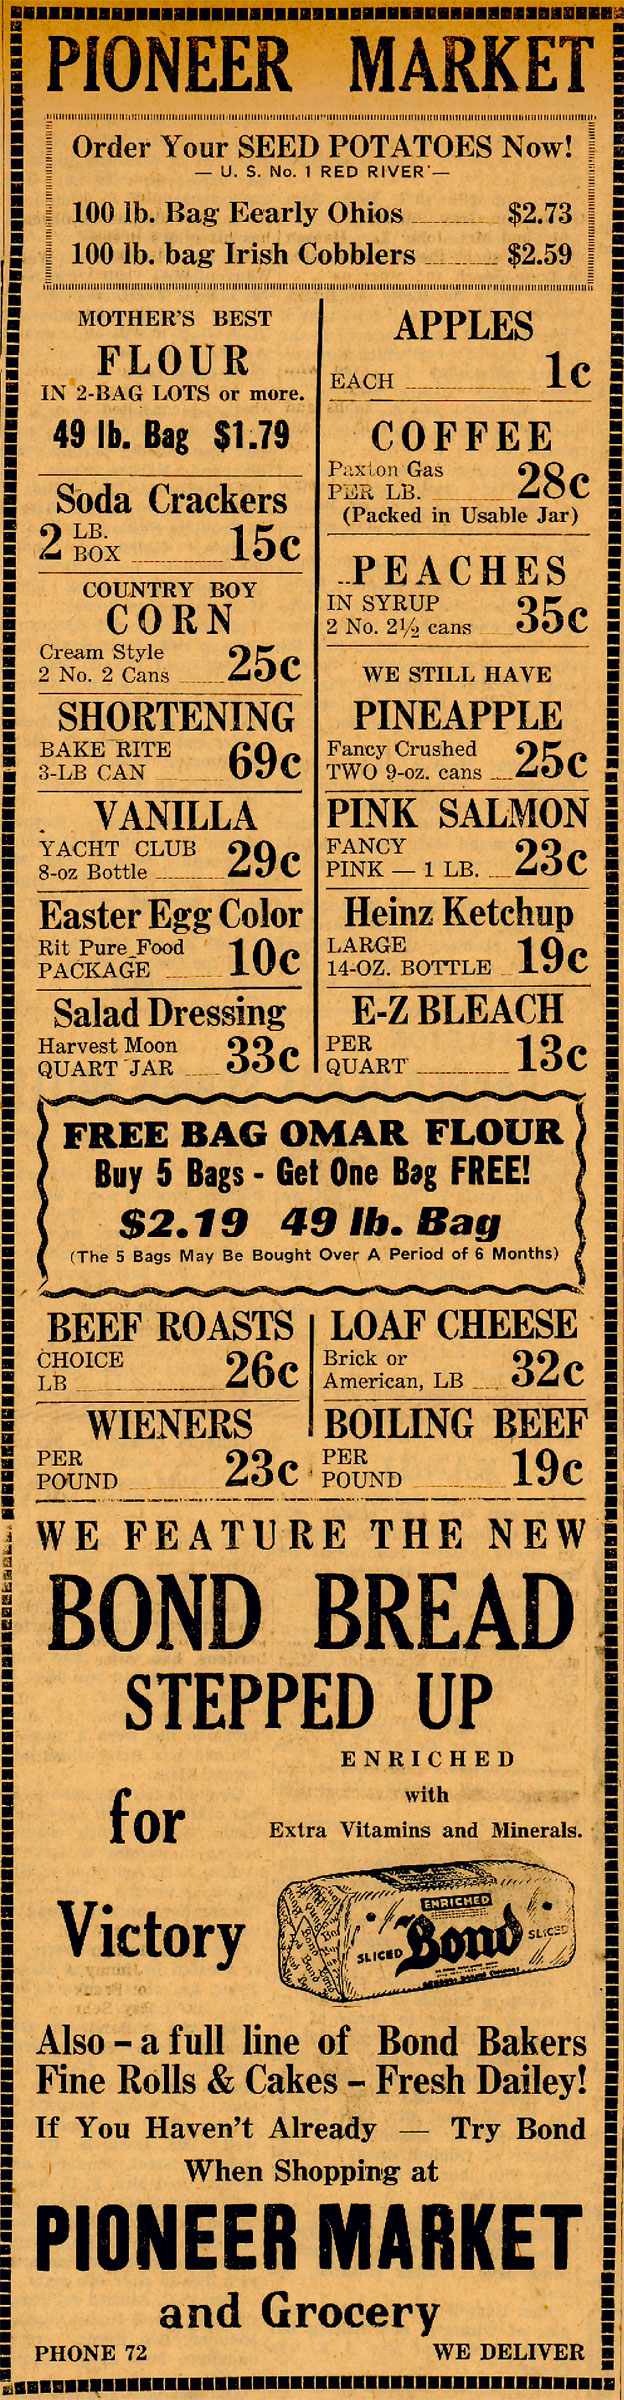 PIONEER MARKET
Order Your SEED POTATOES Now!
— U. S. No. 1 RED RIVER —
100 lb. Bag Eearly Ohios $2.73
100 lb. bag Irish Cobblers $2.59
MOTHER'S BEST
FLOUR
IN 2-BAG LOTS or more.
49 lb. Bag $1.79
Soda Crackers
2 LB. BOX 15c
COUNTRY BOY
CORN
Cream Style
2 No. 2 Cans 25c
SHORTENING
BAKE RITE
3-LB CAN 69c
VANILLA
YACHT CLUB
8-oz Bottle 29c
Easter Egg Color
Rit Pure Food
PACKAGE 10c
Salad Dressing
Harvest Moon
QUART JAR 33c
APPLES
EACH 1c
COFFEE
Paxton Gas
PER LB. 28c
(Packed in Usable Jar)
PEACHES
IN SYRUP
2 No. 2½ cans 35c
WE STILL HAVE
PINEAPPLE
Fancy Crushed
TWO 9-oz. cans 25c
PINK SALMON
FANCY
PINK — 1 LB. 23c
Heinz Ketchup
LARGE
14-OZ. BOTTLE 19c
E-Z BLEACH
PER
QUART 13c
FREE BAG OMAR FLOUR
Buy 5 Bags - Get One Bag FREE!
$2.19 49 lb. Bag
(The 5 Bags May Be Bought Over A Period of 6 Months)
BEEF ROASTS
CHOICE
LB 26c
LOAF CHEESE
Brick or
American, LB 32c
WIENERS
PER
POUND 23c
BOILING BEEF
PER
POUND 19c
WE FEATURE THE NEW
BOND BREAD
STEPPED UP
for
Victory
ENRICHED
with
Extra Vitamins and Minerals.
ENRICHED
SLICED Bond SLICED
Also – a full line of Bond Bakers
Fine Rolls & Cakes – Fresh Dailey!
If You Haven't Already — Try Bond
When Shopping at
PIONEER MARKET
and Grocery
PHONE 72 WE DELIVER